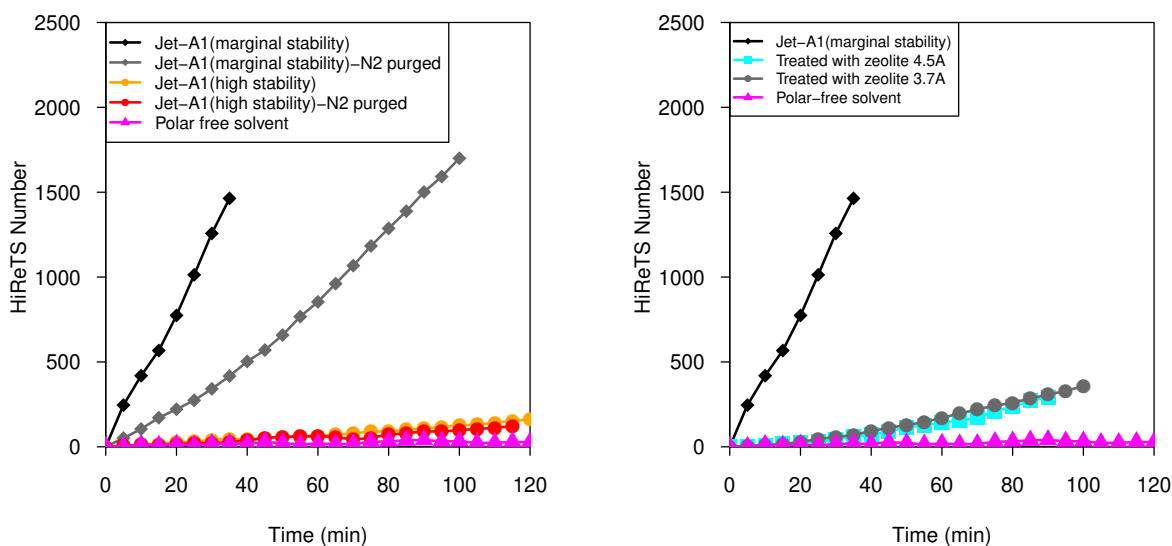 2500
2000
1500
1000
500
0
HiReTS Number
Jet−A1(marginal stability)
Jet−A1(marginal stability)−N2 purged
Jet−A1(high stability)
Jet−A1(high stability)−N2 purged
Polar free solvent
0 20 40 60 80 100 120
Time (min)
2500
2000
1500
1000
500
0
HiReTS Number
Jet−A1(marginal stability)
Treated with zeolite 4.5A
Treated with zeolite 3.7A
Polar−free solvent
0 20 40 60 80 100 120
Time (min)